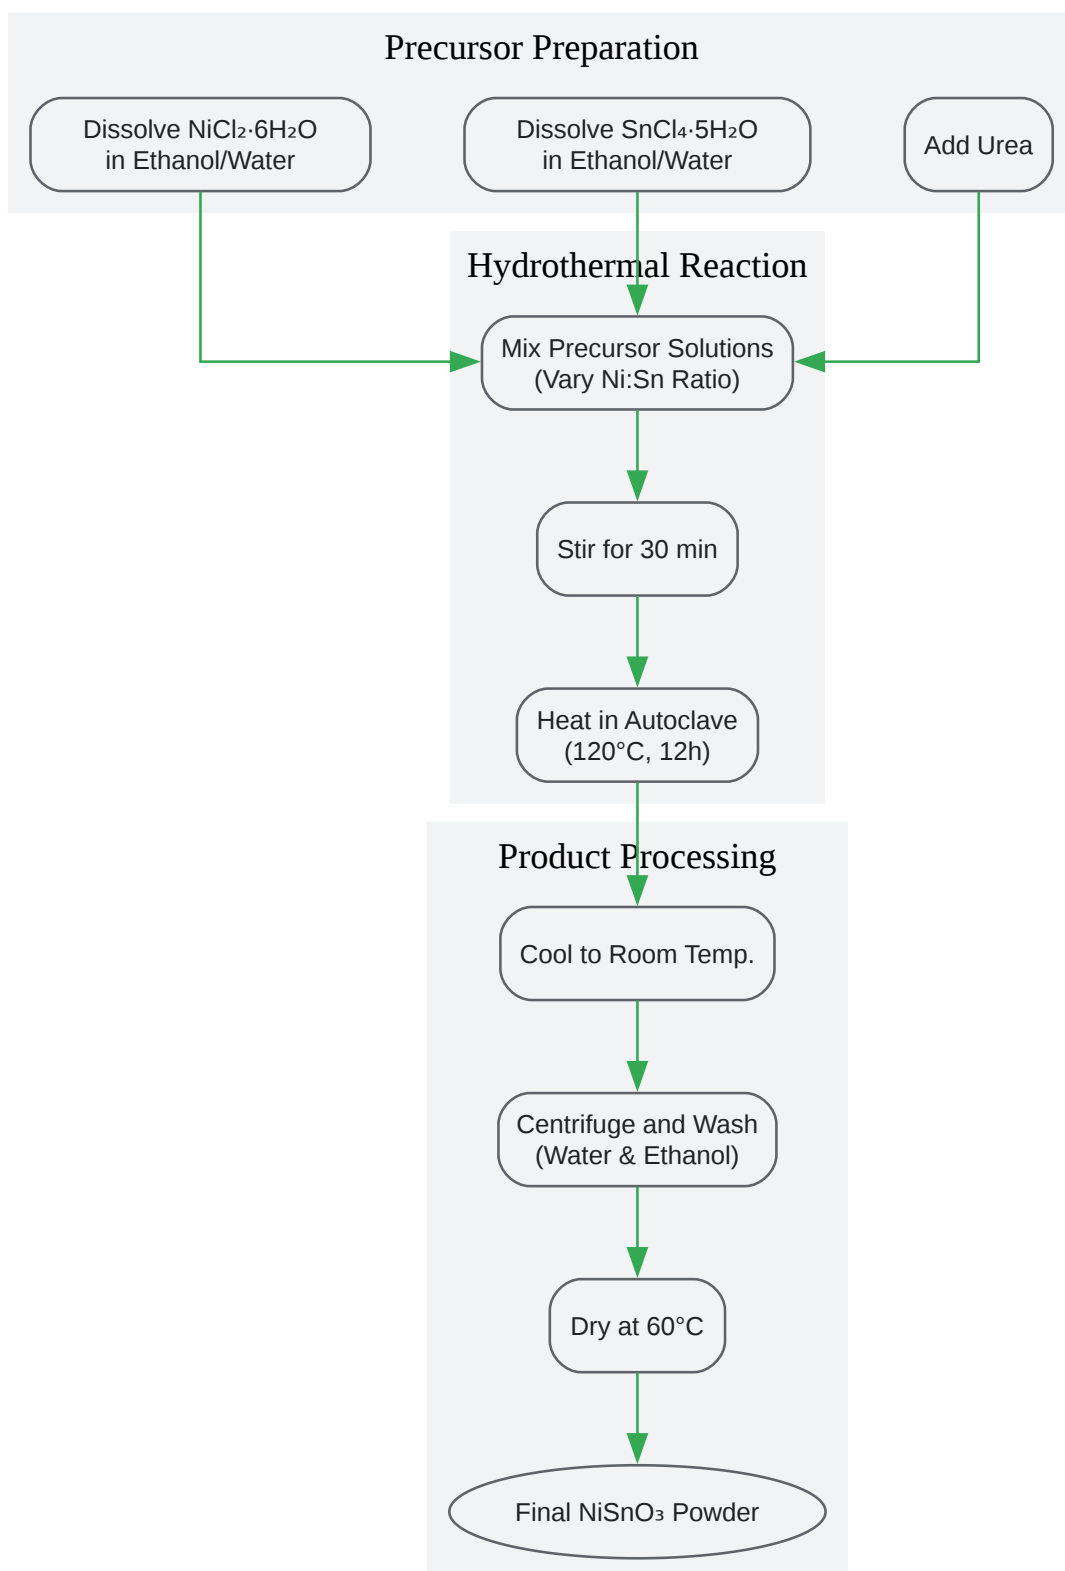 Precursor Preparation
Dissolve NiCl₂·6H₂O
in Ethanol/Water
Dissolve SnCl₄·5H₂O
in Ethanol/Water
Add Urea
Hydrothermal Reaction
Mix Precursor Solutions
(Vary Ni:Sn Ratio)
Stir for 30 min
Heat in Autoclave
(120°C, 12h)
Product Processing
Cool to Room Temp.
Centrifuge and Wash
(Water & Ethanol)
Dry at 60°C
Final NiSnO₃ Powder